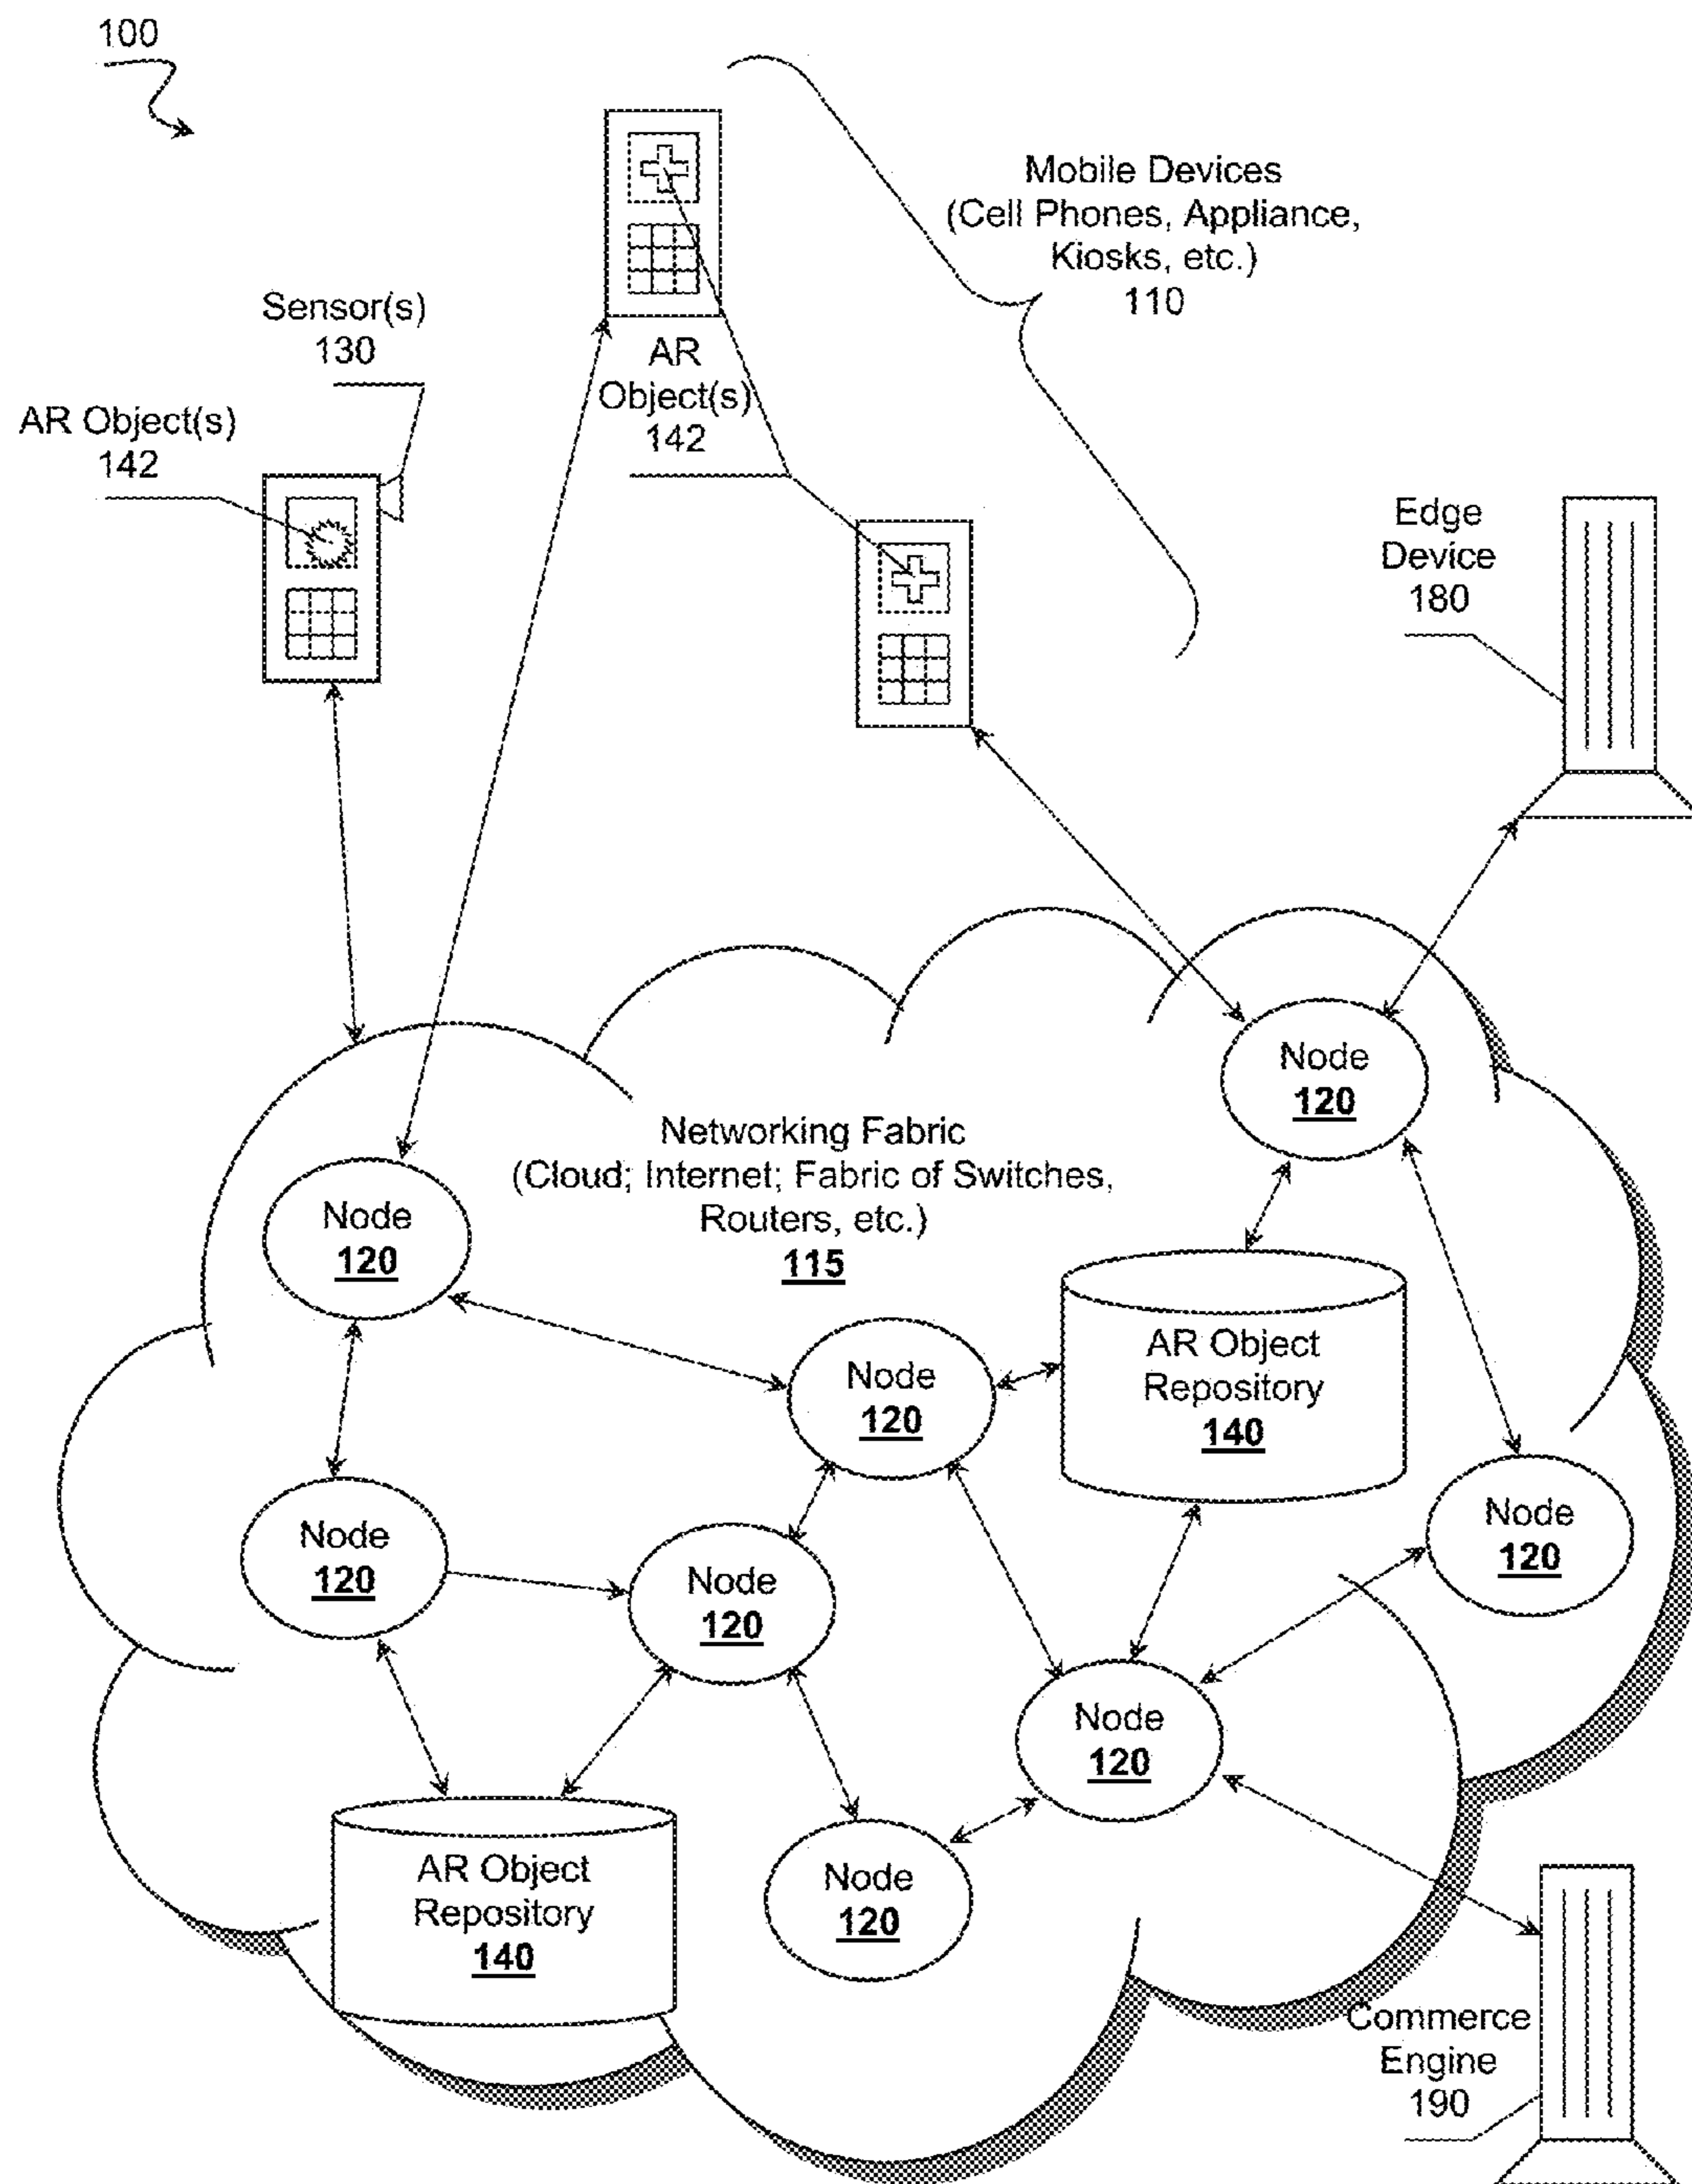 100
Mobile Devices
(Cell Phones, Appliance,
Kiosks, etc.)
110
Sensor(s)
130
AR Object(s)
142
AR
Object(s)
142
Edge
Device
180
Node
120
Networking Fabric
(Cloud; Internet; Fabric of Switches,
Routers, etc.)
115
Node
120
Node
120
AR Object
Repository
140
Node
120
Node
120
Node
120
Node
120
AR Object
Repository
140
Node
120
Commerce
Engine
190